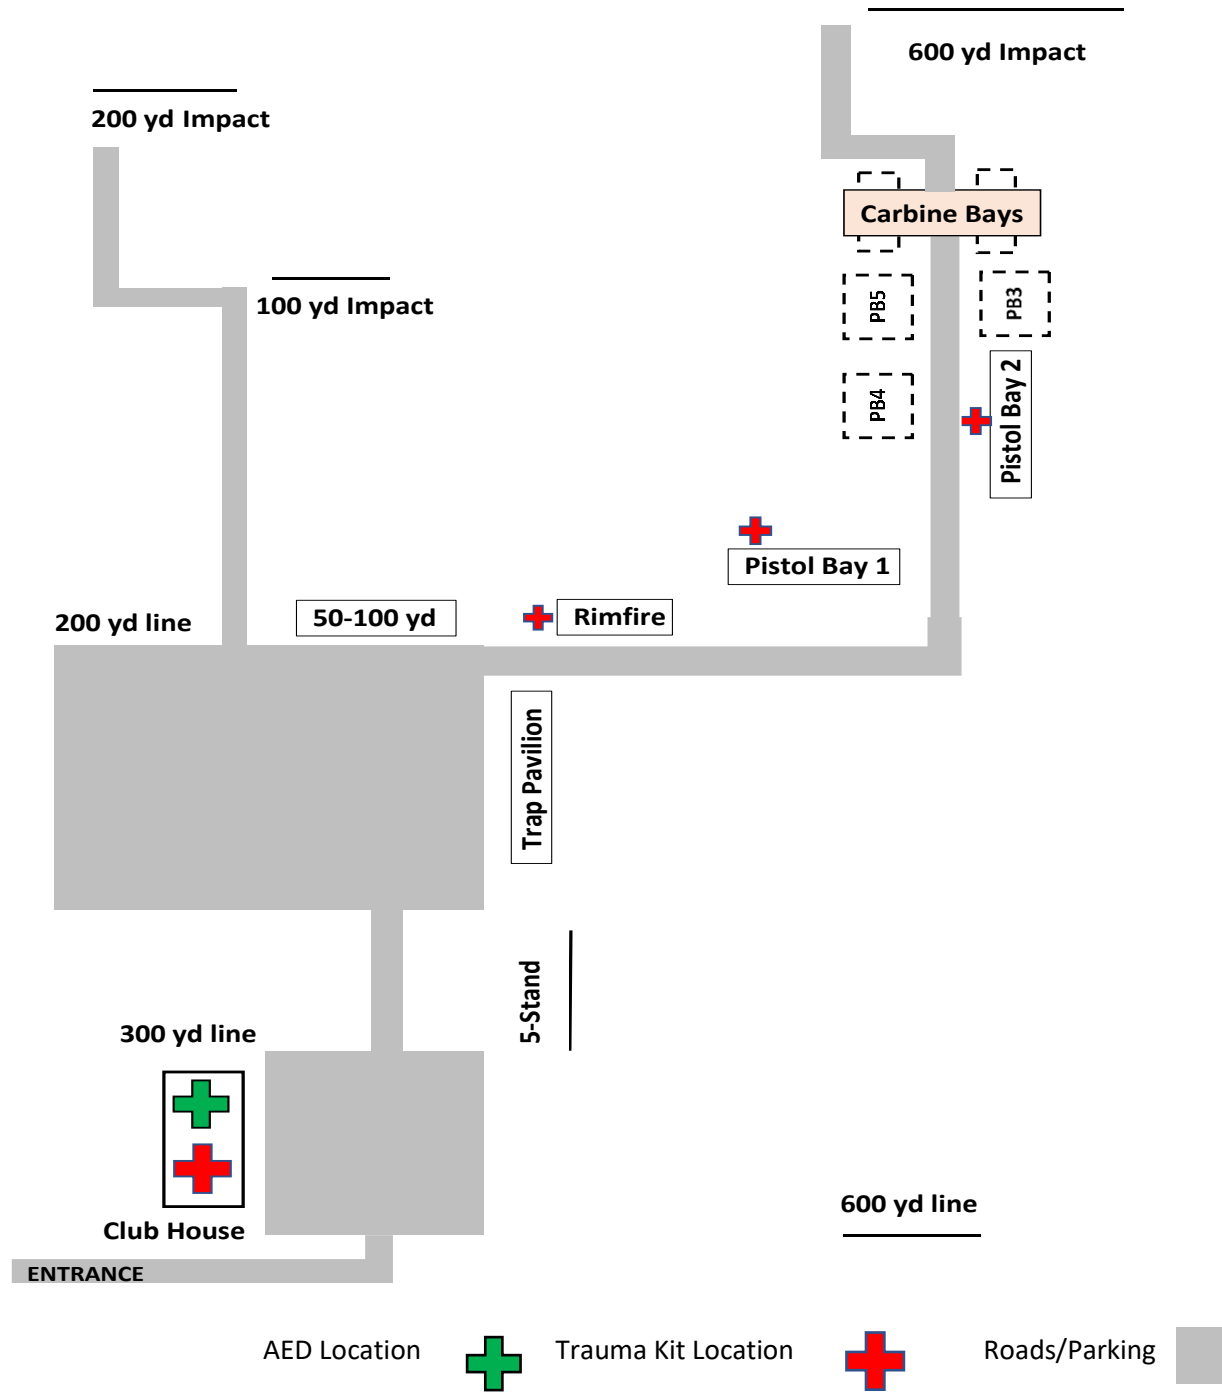 600 yd Impact
200 yd Impact
Carbine Bays
PB5
PB3
100 yd Impact
PB4
Pistol Bay 2
Pistol Bay 1
200 yd line
50-100 yd
Rimfire
Trap Pavilion
5-Stand
300 yd line
600 yd line
Club House
ENTRANCE
AED Location
Trauma Kit Location
Roads/Parking